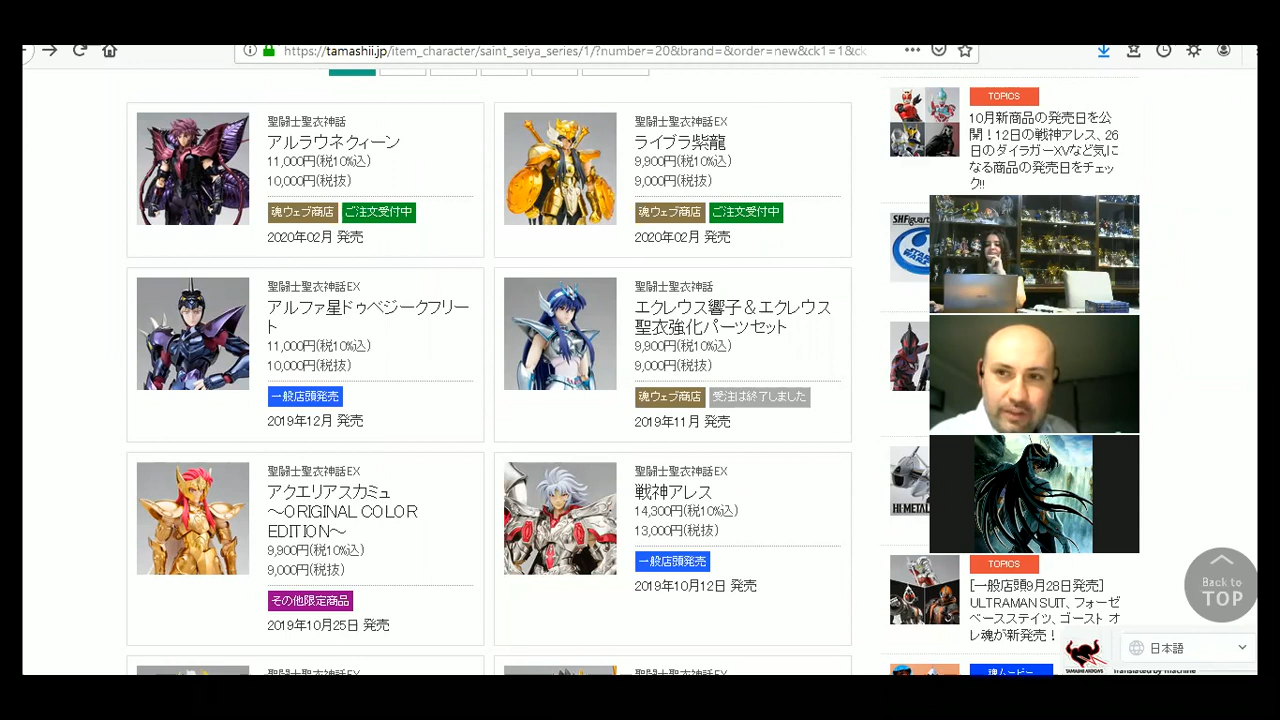 https://tamashii.jp/item_character/saint_seiya_series/1/?number=20&brand=&order=new&ck1=1&ck
聖闘士聖衣神話
アルラウネクィーン
11,000円(税10%込)
10,000円(税抜)
魂ウェブ商店 ご注文受付中
2020年02月 発売
聖闘士聖衣神話EX
ライブラ紫龍
9,900円(税10%込)
9,000円(税抜)
魂ウェブ商店 ご注文受付中
2020年02月 発売
聖闘士聖衣神話EX
アルファ星ドゥベジークフリー
ト
11,000円(税10%込)
10,000円(税抜)
一般店頭発売
2019年12月 発売
聖闘士聖衣神話
エクレウス響子＆エクレウス
聖衣強化パーツセット
9,900円(税10%込)
9,000円(税抜)
魂ウェブ商店 受注は終了しました
2019年11月 発売
聖闘士聖衣神話EX
アクエリアスカミュ
～ORIGINAL COLOR
EDITION～
9,900円(税10%込)
9,000円(税抜)
その他限定商品
2019年10月25日 発売
聖闘士聖衣神話EX
戦神アレス
14,300円(税10%込)
13,000円(税抜)
一般店頭発売
2019年10月12日 発売
TOPICS
10月新商品の発売日を公
開！12日の戦神アレス、26
日のダイラガーXVなど気に
なる商品の発売日をチェッ
ク!!
SHFiguart
STAR
WARS
HI-METAL
TOPICS
[一般店頭9月28日発売]
ULTRAMAN SUIT、フォーゼ
ベースステイツ、ゴースト オ
レ魂が新発売！
Back to
TOP
日本語
TAMASHII NATIONS
Translated by machine
魂ムービー